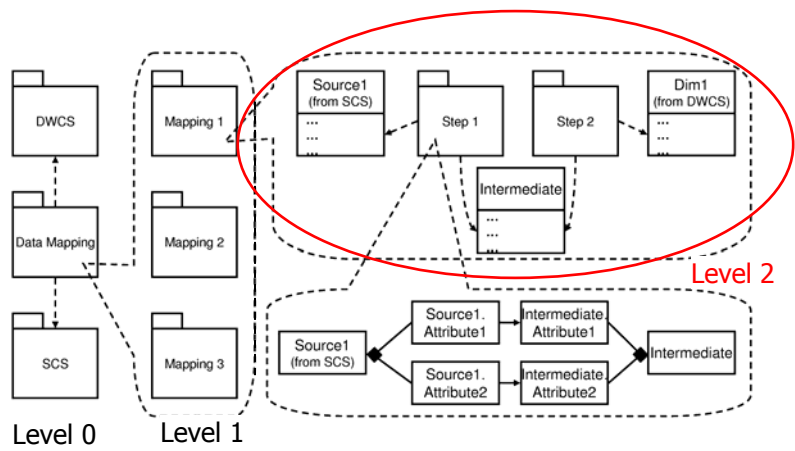 DWCS
Data Mapping
SCS
Level 0
Mapping 1
Mapping 2
Mapping 3
Level 1
Source1
(from SCS)
...
...
...
Step 1
Step 2
Dim1
(from DWCS)
...
...
...
Intermediate
...
...
...
Level 2
Source1
(from SCS)
Source1.
Attribute1
Intermediate.
Attribute1
Source1.
Attribute2
Intermediate.
Attribute2
Intermediate